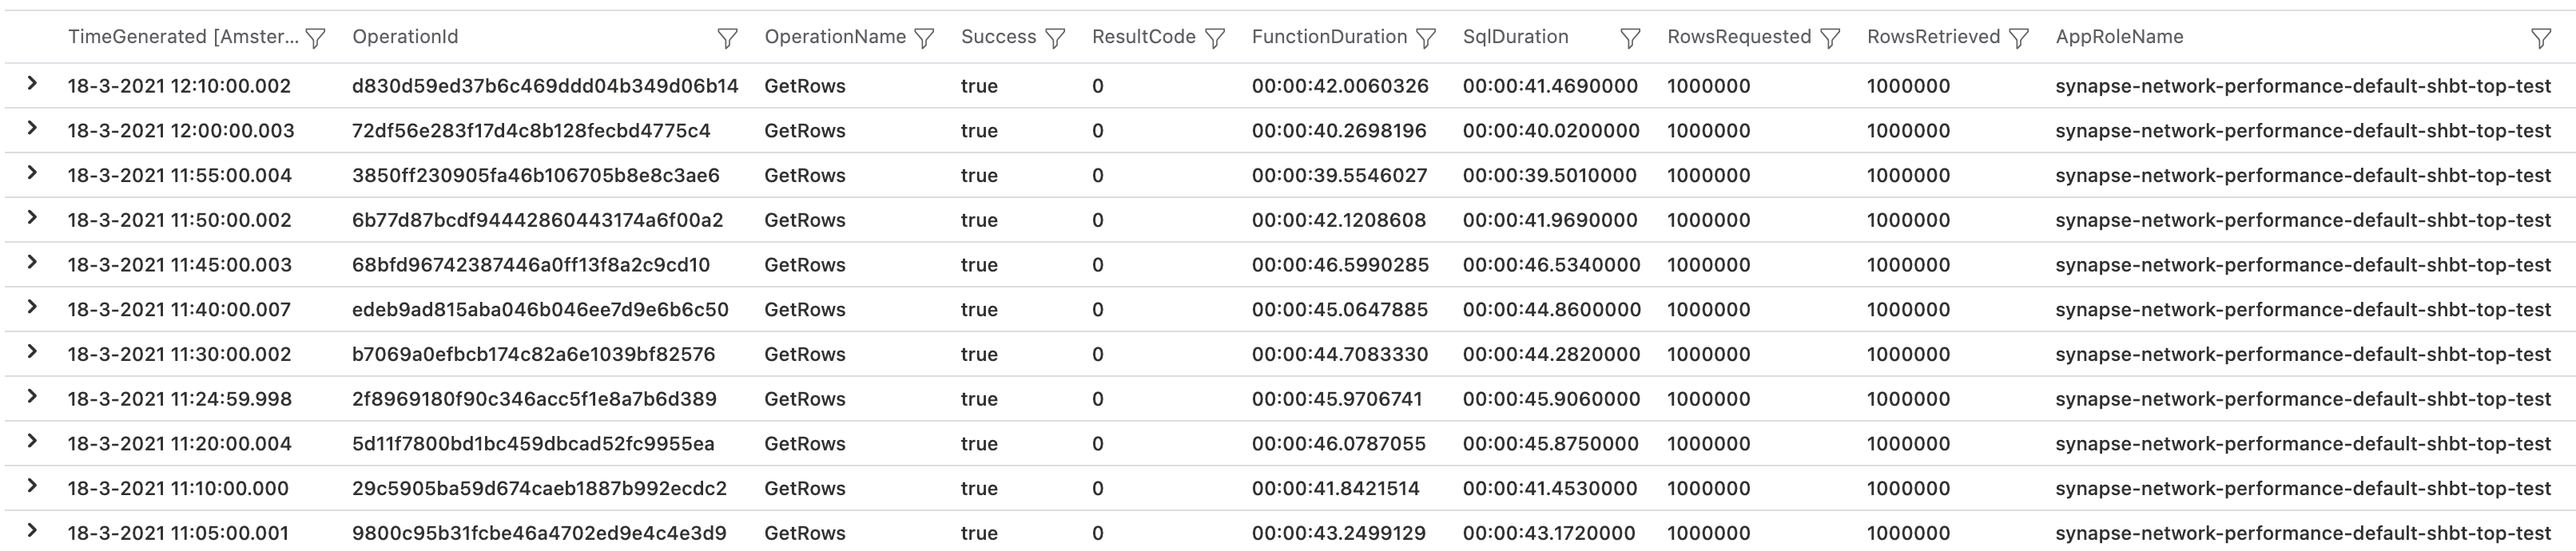 TimeGenerated [Amster... OperationId OperationName Success ResultCode FunctionDuration SqlDuration RowsRequested RowsRetrieved AppRoleName
18-3-2021 12:10:00.002 d830d59ed37b6c469ddd04b349d06b14 GetRows true 0 00:00:42.0060326 00:00:41.4690000 1000000 1000000 synapse-network-performance-default-shbt-top-test
18-3-2021 12:00:00.003 72df56e283f17d4c8b128fecbd4775c4 GetRows true 0 00:00:40.2698196 00:00:40.0200000 1000000 1000000 synapse-network-performance-default-shbt-top-test
18-3-2021 11:55:00.004 3850ff230905fa46b106705b8e8c3ae6 GetRows true 0 00:00:39.5546027 00:00:39.5010000 1000000 1000000 synapse-network-performance-default-shbt-top-test
18-3-2021 11:50:00.002 6b77d87bcdf94442860443174a6f00a2 GetRows true 0 00:00:42.1208608 00:00:41.9690000 1000000 1000000 synapse-network-performance-default-shbt-top-test
18-3-2021 11:45:00.003 68bfd96742387446a0ff13f8a2c9cd10 GetRows true 0 00:00:46.5990285 00:00:46.5340000 1000000 1000000 synapse-network-performance-default-shbt-top-test
18-3-2021 11:40:00.007 edeb9ad815aba046b046ee7d9e6b6c50 GetRows true 0 00:00:45.0647885 00:00:44.8600000 1000000 1000000 synapse-network-performance-default-shbt-top-test
18-3-2021 11:30:00.002 b7069a0efbcb174c82a6e1039bf82576 GetRows true 0 00:00:44.7083330 00:00:44.2820000 1000000 1000000 synapse-network-performance-default-shbt-top-test
18-3-2021 11:24:59.998 2f8969180f90c346acc5f1e8a7b6d389 GetRows true 0 00:00:45.9706741 00:00:45.9060000 1000000 1000000 synapse-network-performance-default-shbt-top-test
18-3-2021 11:20:00.004 5d11f7800bd1bc459dbcad52fc9955ea GetRows true 0 00:00:46.0787055 00:00:45.8750000 1000000 1000000 synapse-network-performance-default-shbt-top-test
18-3-2021 11:10:00.000 29c5905ba59d674caeb1887b992ecdc2 GetRows true 0 00:00:41.8421514 00:00:41.4530000 1000000 1000000 synapse-network-performance-default-shbt-top-test
18-3-2021 11:05:00.001 9800c95b31fcbe46a4702ed9e4c4e3d9 GetRows true 0 00:00:43.2499129 00:00:43.1720000 1000000 1000000 synapse-network-performance-default-shbt-top-test